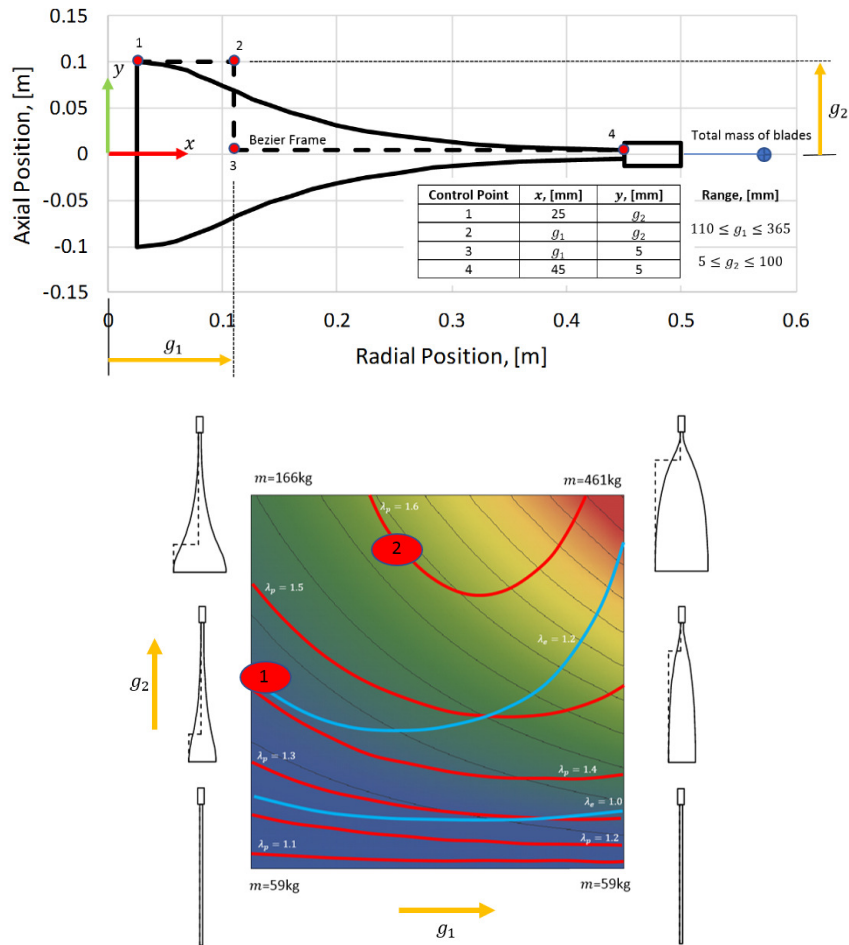 0.15
0.1
0.05
0
-0.05
-0.1
-0.15
Axial Position, [m]
1
2
y
x
Bezier Frame
3
4
Total mass of blades
g₂
Control Point x, [mm] y, [mm] Range, [mm]
1 25 g₂
2 g₁ g₂ 110 ≤ g₁ ≤ 365
3 g₁ 5 5 ≤ g₂ ≤ 100
4 45 5
0 0.1 0.2 0.3 0.4 0.5 0.6
g₁
Radial Position, [m]
m=166kg
m=461kg
λₚ = 1.6
2
λₚ = 1.5
λₑ = 1.2
1
g₂
λₚ = 1.3
λₚ = 1.4
λₑ = 1.0
λₚ = 1.1
λₚ = 1.2
m=59kg
m=59kg
g₁